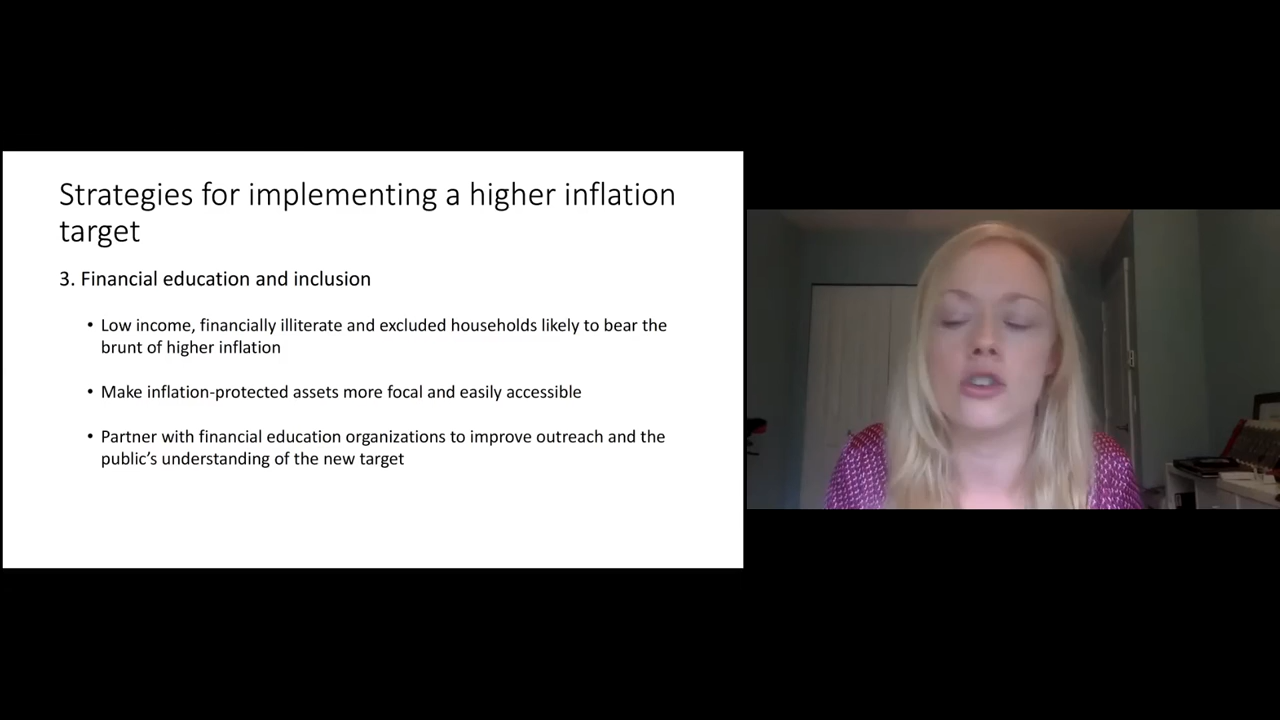 Strategies for implementing a higher inflation
target
3. Financial education and inclusion
• Low income, financially illiterate and excluded households likely to bear the
brunt of higher inflation
• Make inflation-protected assets more focal and easily accessible
• Partner with financial education organizations to improve outreach and the
public’s understanding of the new target